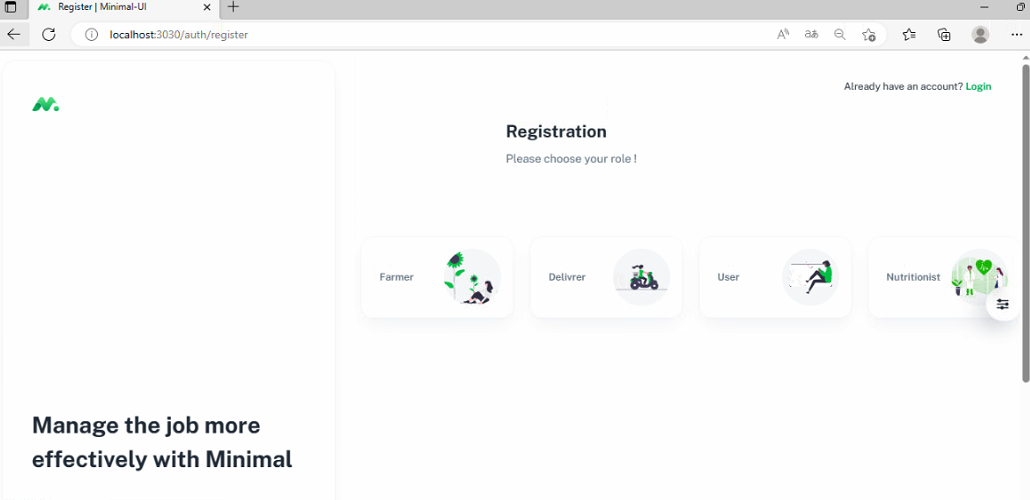 Register | Minimal-UI
localhost:3030/auth/register
Already have an account? Login
Registration
Please choose your role !
Farmer
Delivrer
User
Nutritionist
Manage the job more
effectively with Minimal